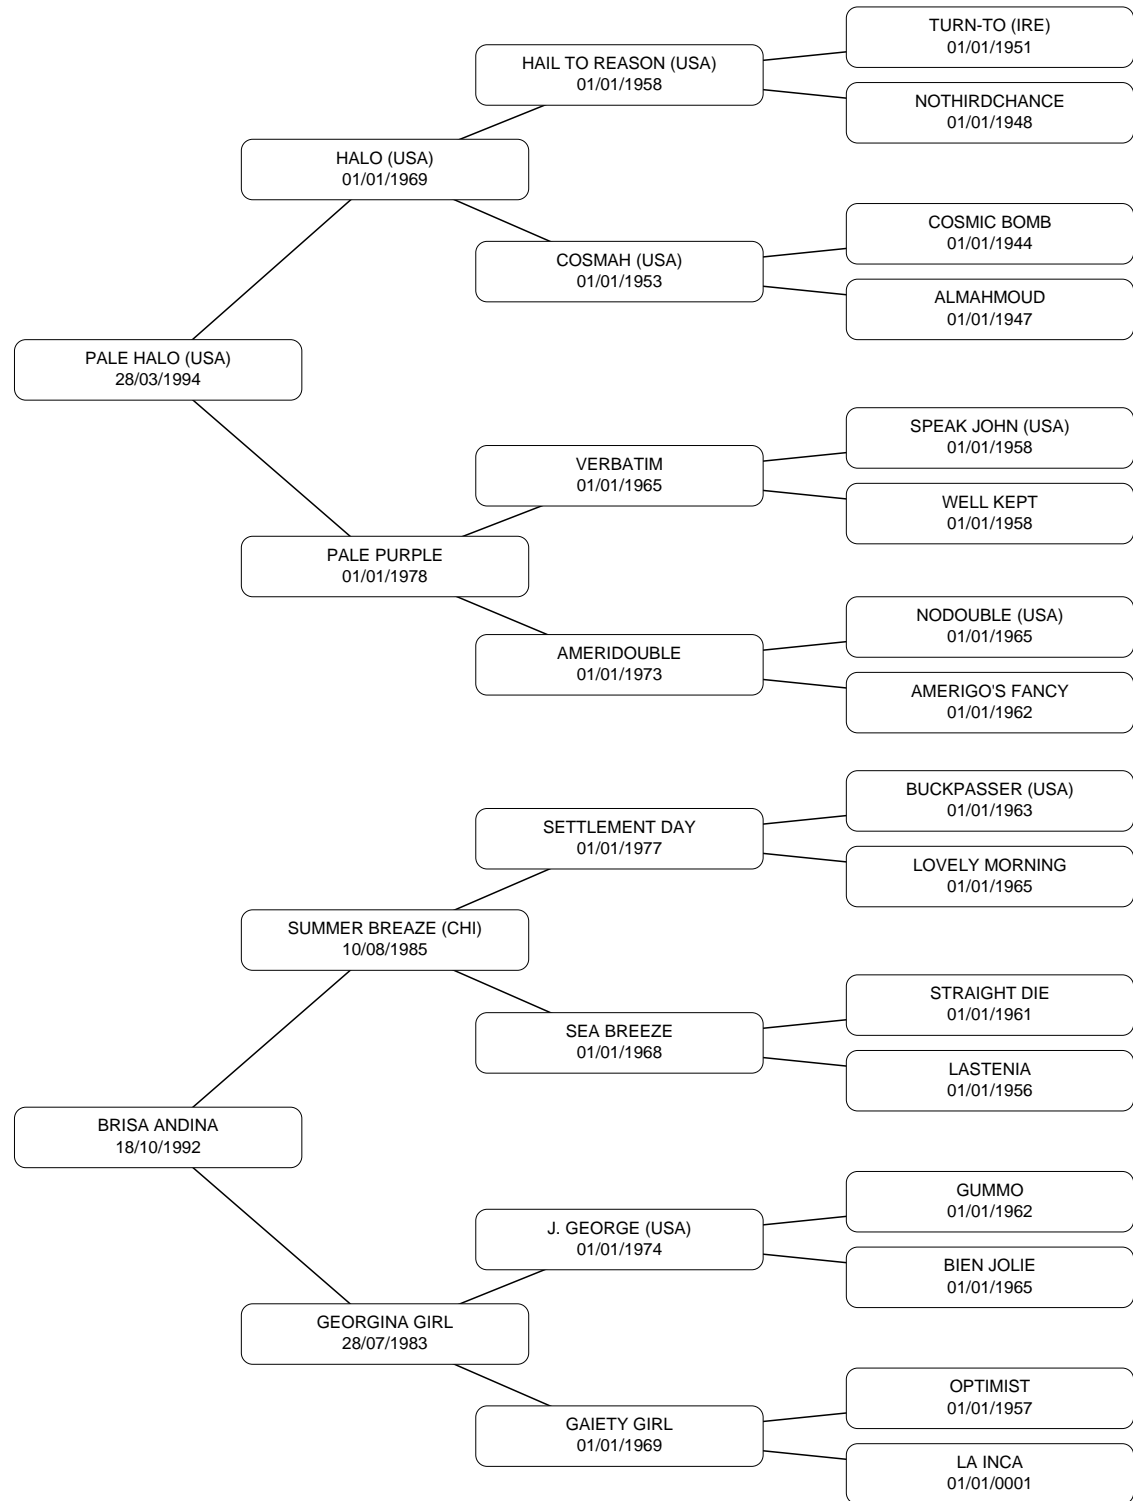 TURN-TO (IRE)
01/01/1951
HAIL TO REASON (USA)
01/01/1958
NOTHIRDCHANCE
01/01/1948
HALO (USA)
01/01/1969
COSMIC BOMB
01/01/1944
COSMAH (USA)
01/01/1953
ALMAHMOUD
01/01/1947
PALE HALO (USA)
28/03/1994
SPEAK JOHN (USA)
01/01/1958
VERBATIM
01/01/1965
WELL KEPT
01/01/1958
PALE PURPLE
01/01/1978
NODOUBLE (USA)
01/01/1965
AMERIDOUBLE
01/01/1973
AMERIGO'S FANCY
01/01/1962
BUCKPASSER (USA)
01/01/1963
SETTLEMENT DAY
01/01/1977
LOVELY MORNING
01/01/1965
SUMMER BREAZE (CHI)
10/08/1985
STRAIGHT DIE
01/01/1961
SEA BREEZE
01/01/1968
LASTENIA
01/01/1956
BRISA ANDINA
18/10/1992
GUMMO
01/01/1962
J. GEORGE (USA)
01/01/1974
BIEN JOLIE
01/01/1965
GEORGINA GIRL
28/07/1983
OPTIMIST
01/01/1957
GAIETY GIRL
01/01/1969
LA INCA
01/01/0001